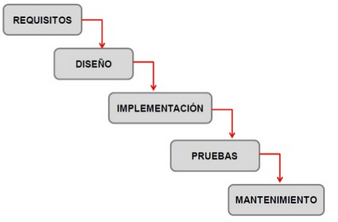 REQUISITOS
DISEÑO
IMPLEMENTACIÓN
PRUEBAS
MANTENIMIENTO